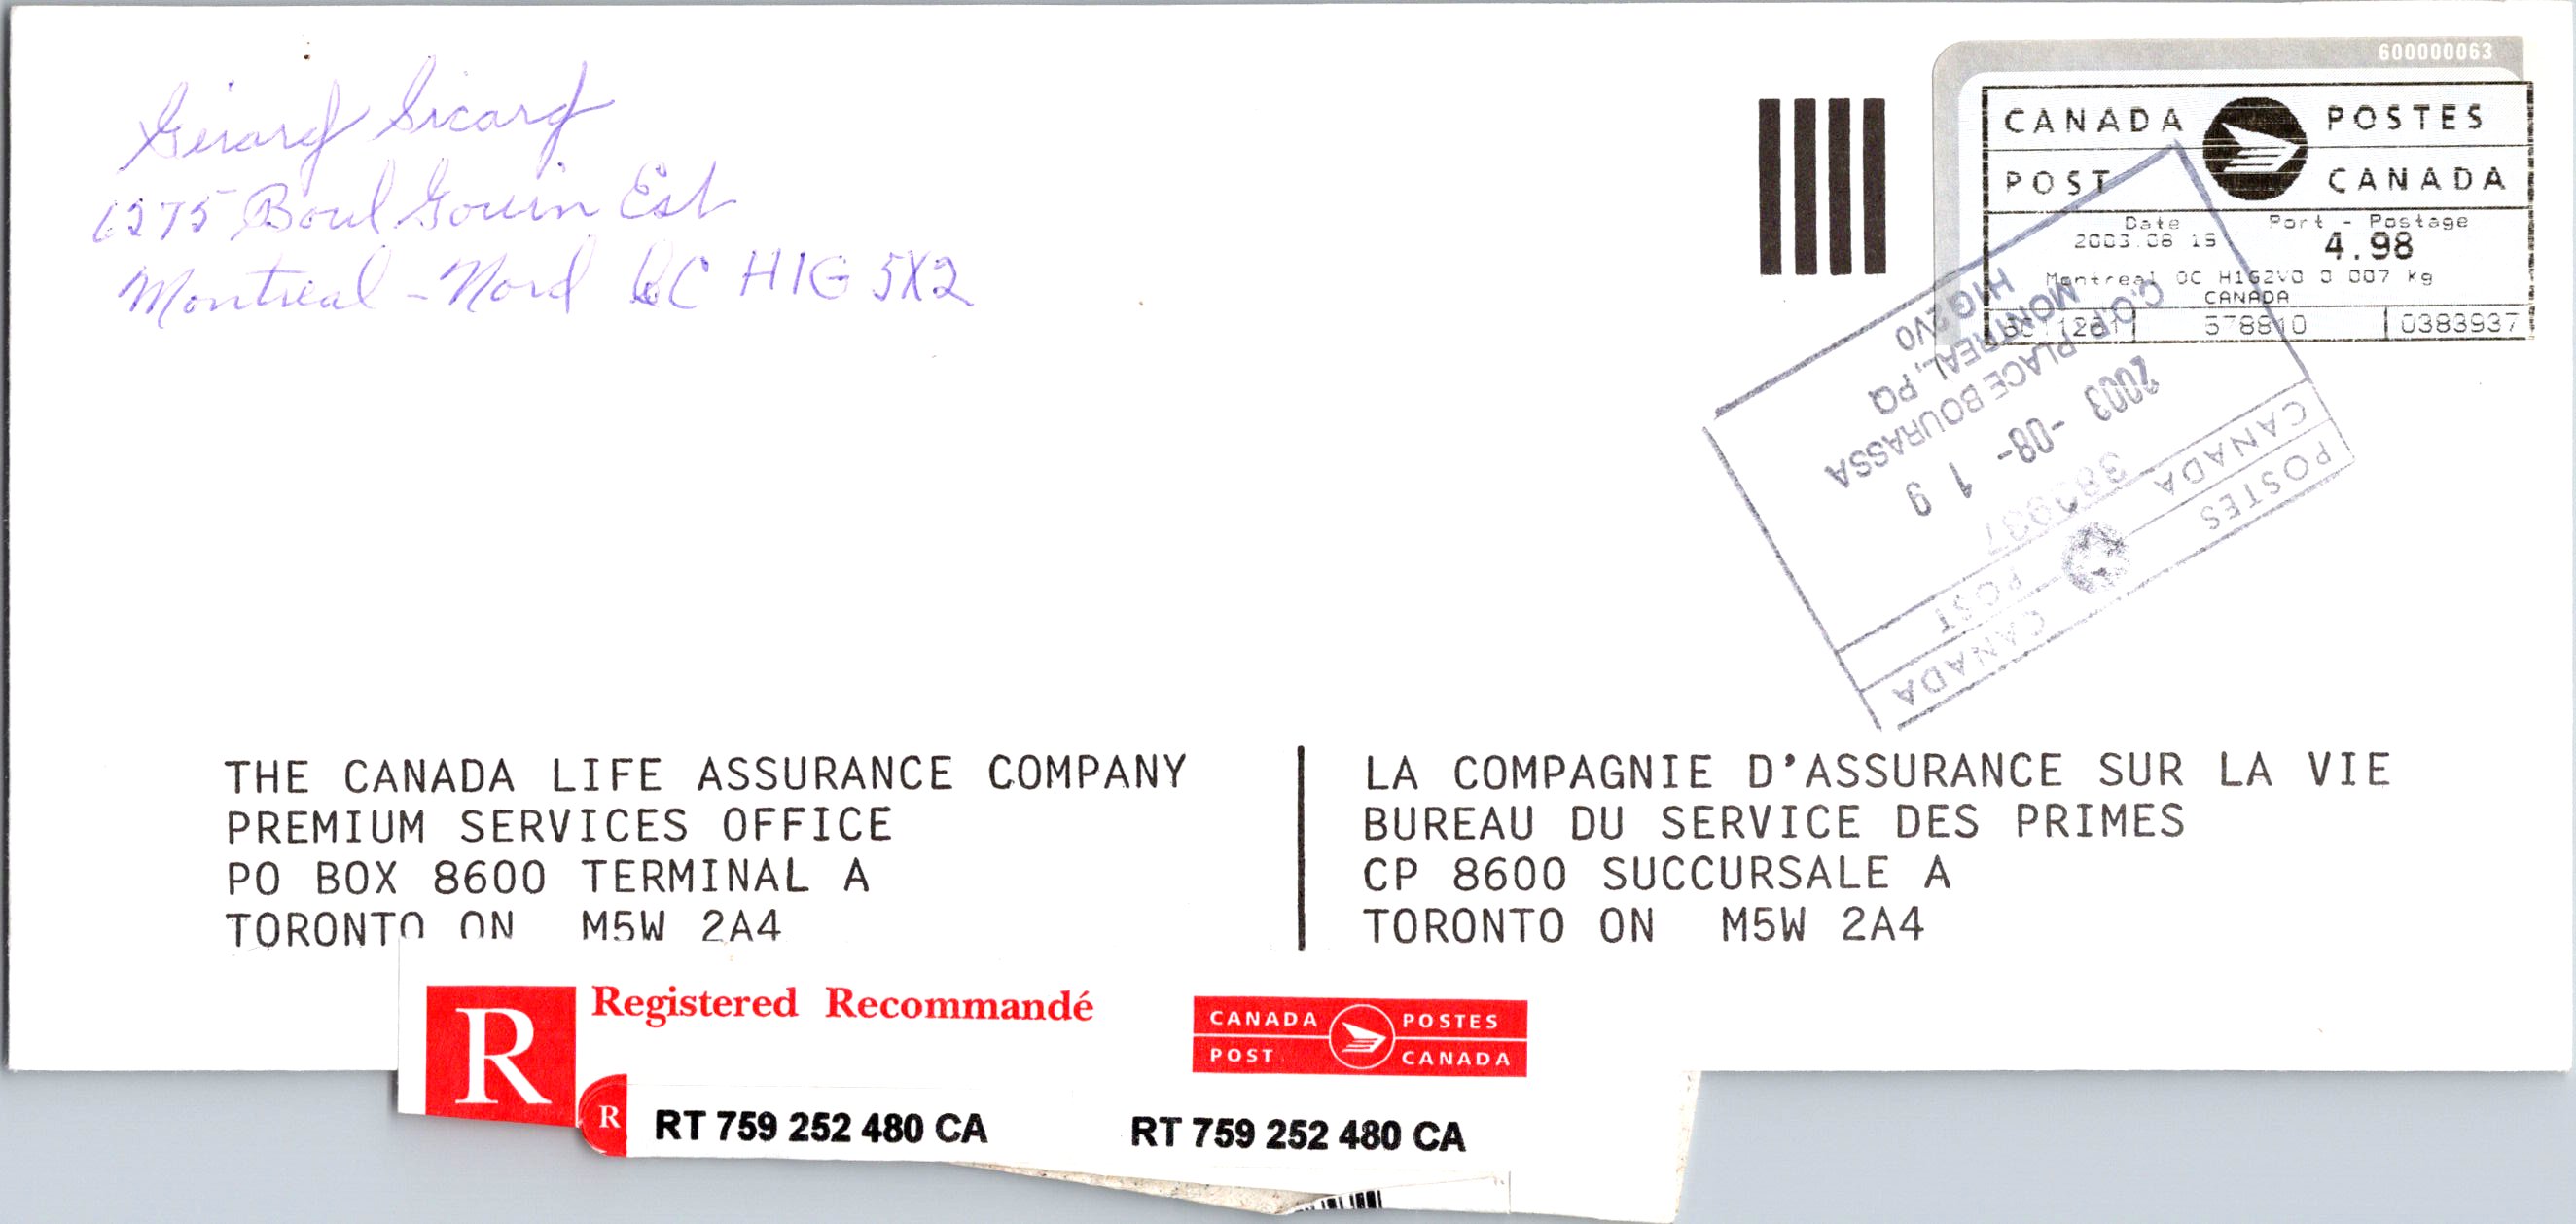 Gérard Sicard
6275 Boul Gouin Est
Montreal-Nord QC H1G 5X2
600000063
CANADA POSTES
POST CANADA
Date Port - Postage
2003.08 15 4.98
Montreal QC H1G2V0 0 007 kg
CANADA
578810 0383937
H1G 2V0
MONTREAL, PQ
C.O.P. PLACE BOURASSA
2003 -08- 19
383937
CANADA POST
POSTES CANADA
THE CANADA LIFE ASSURANCE COMPANY
PREMIUM SERVICES OFFICE
PO BOX 8600 TERMINAL A
TORONTO ON M5W 2A4
LA COMPAGNIE D'ASSURANCE SUR LA VIE
BUREAU DU SERVICE DES PRIMES
CP 8600 SUCCURSALE A
TORONTO ON M5W 2A4
R Registered Recommandé
CANADA POSTES
POST CANADA
R RT 759 252 480 CA RT 759 252 480 CA